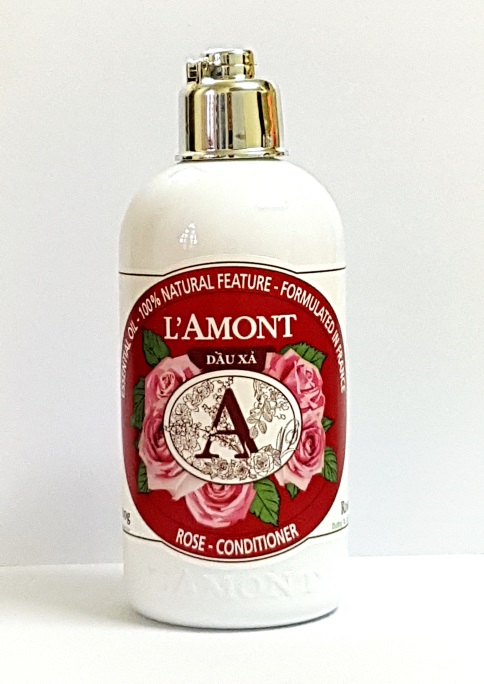 ESSENTIAL OIL - 100% NATURAL FEATURE - FORMULATED IN FRANCE
L'AMONT
DẦU XẢ
A
ROSE - CONDITIONER
L'AMONT